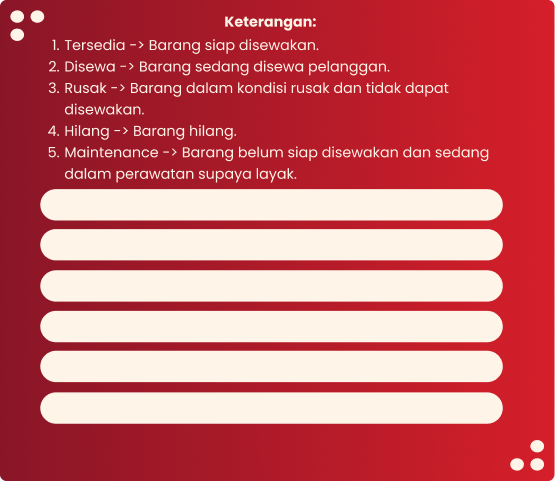 Keterangan:
1. Tersedia -> Barang siap disewakan.
2. Disewa -> Barang sedang disewa pelanggan.
3. Rusak -> Barang dalam kondisi rusak dan tidak dapat
disewakan.
4. Hilang -> Barang hilang.
5. Maintenance -> Barang belum siap disewakan dan sedang
dalam perawatan supaya layak.